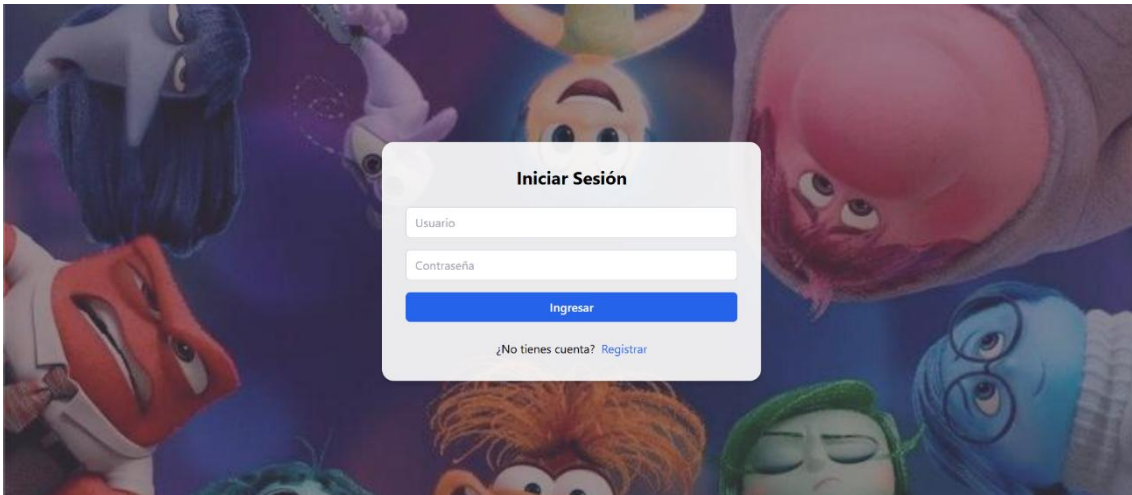 Iniciar Sesión
Usuario
Contraseña
Ingresar
¿No tienes cuenta? Registrar